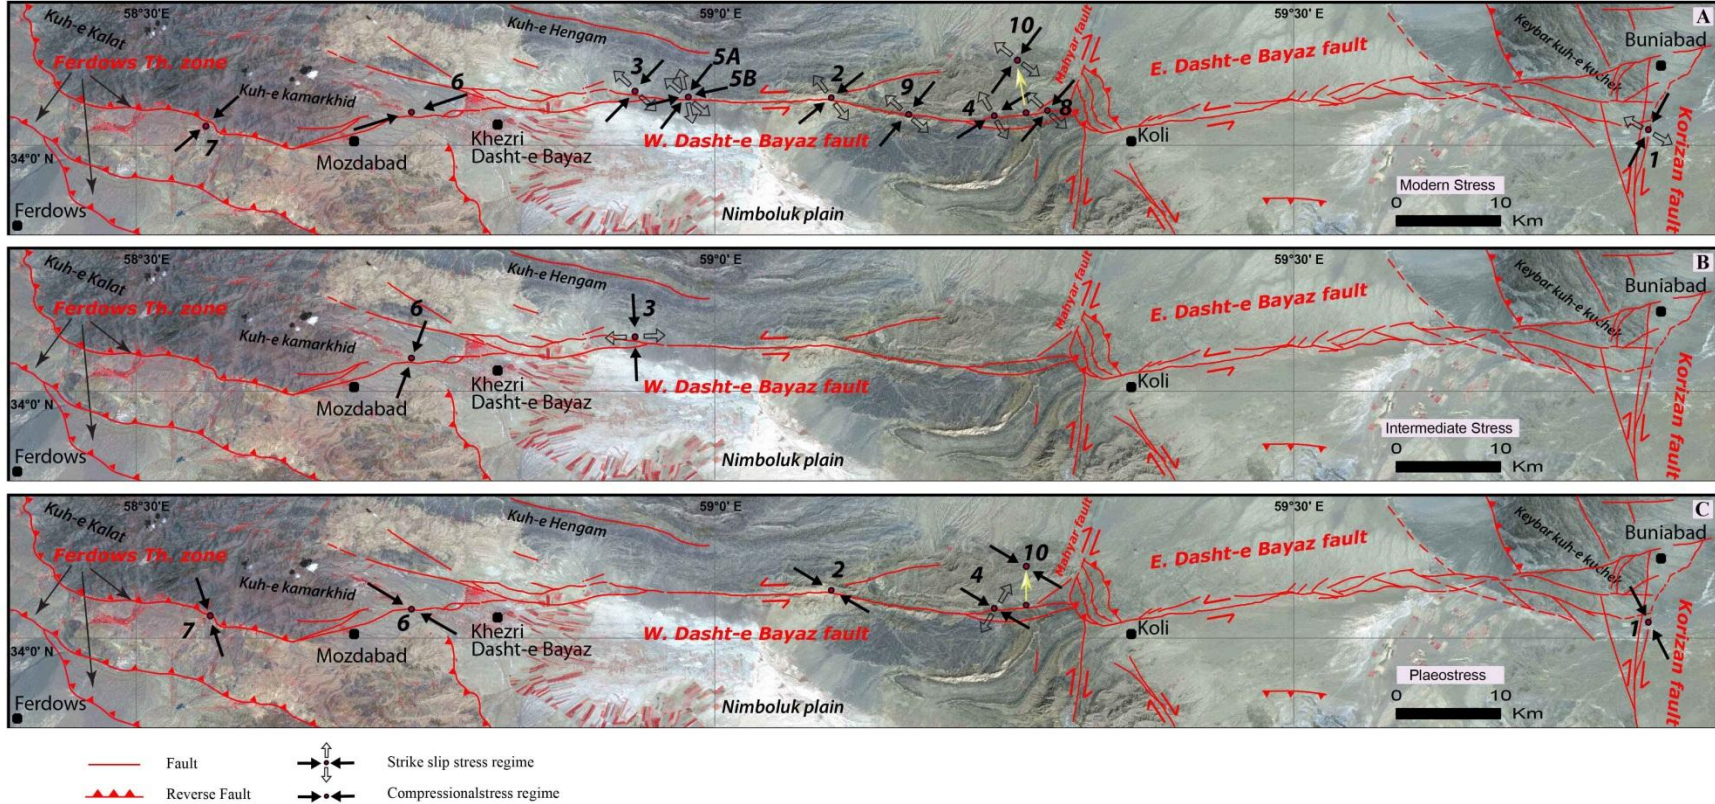 58°30' E
59°0' E
59°30' E
A
Kuh-e Kalat
Kuh-e Hengam
10
Mahyar fault
E. Dasht-e Bayaz fault
Keybar kuh-e kuchek
Buniabad
Ferdows Th. zone
Kuh-e kamarkhid
6
3
5A
5B
2
9
4
8
7
Khezri
Dasht-e Bayaz
W. Dasht-e Bayaz fault
Koli
1
Korizan fault
34°0' N
Mozdabad
Modern Stress
Ferdows
Nimboluk plain
0
10
Km
58°30' E
59°0' E
59°30' E
B
Kuh-e Kalat
Kuh-e Hengam
Mahyar fault
E. Dasht-e Bayaz fault
Keybar kuh-e kuchek
Buniabad
Ferdows Th. zone
Kuh-e kamarkhid
6
3
Khezri
Dasht-e Bayaz
W. Dasht-e Bayaz fault
Koli
Korizan fault
34°0' N
Mozdabad
Intermediate Stress
Ferdows
Nimboluk plain
0
10
Km
58°30' E
59°0' E
59°30' E
C
Kuh-e Kalat
Kuh-e Hengam
10
Mahyar fault
E. Dasht-e Bayaz fault
Keybar kuh-e kuchek
Buniabad
Ferdows Th. zone
Kuh-e kamarkhid
2
4
7
6
Khezri
Dasht-e Bayaz
W. Dasht-e Bayaz fault
Koli
1
Korizan fault
34°0' N
Mozdabad
Plaeostress
Ferdows
Nimboluk plain
0
10
Km
Fault
Strike slip stress regime
Reverse Fault
Compressionalstress regime